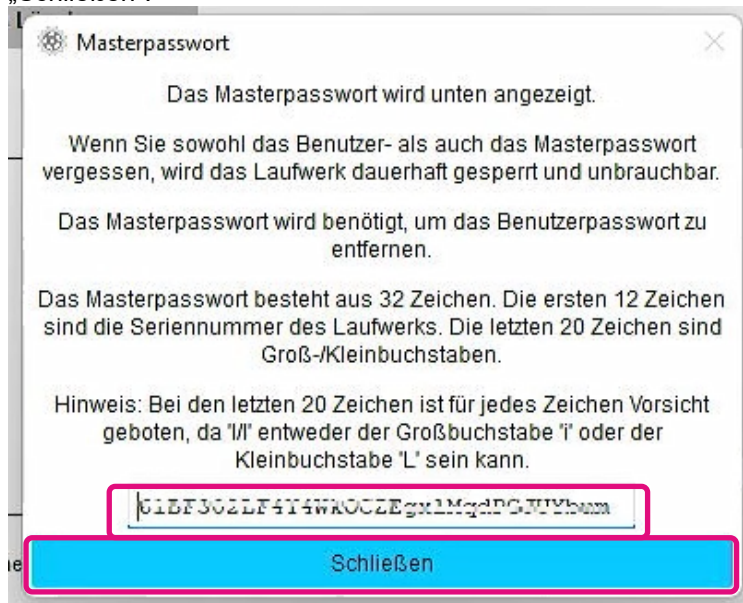 „Schließen“.
Masterpasswort
Das Masterpasswort wird unten angezeigt.
Wenn Sie sowohl das Benutzer- als auch das Masterpasswort
vergessen, wird das Laufwerk dauerhaft gesperrt und unbrauchbar.
Das Masterpasswort wird benötigt, um das Benutzerpasswort zu
entfernen.
Das Masterpasswort besteht aus 32 Zeichen. Die ersten 12 Zeichen
sind die Seriennummer des Laufwerks. Die letzten 20 Zeichen sind
Groß-/Kleinbuchstaben.
Hinweis: Bei den letzten 20 Zeichen ist für jedes Zeichen Vorsicht
geboten, da 'I/l' entweder der Großbuchstabe 'i' oder der
Kleinbuchstabe 'L' sein kann.
Schließen